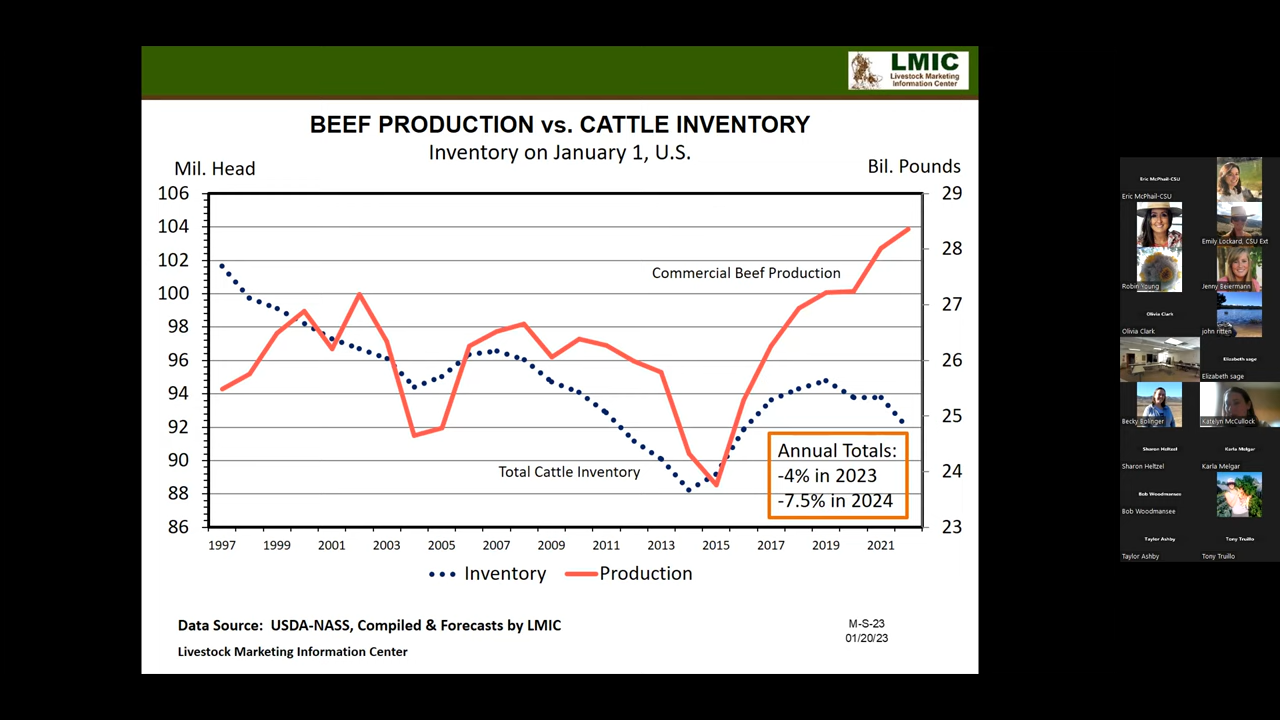 LMIC
Livestock Marketing
Information Center
BEEF PRODUCTION vs. CATTLE INVENTORY
Inventory on January 1, U.S.
Mil. Head
Bil. Pounds
106
104
102
100
98
96
94
92
90
88
86
29
28
27
26
25
24
23
Commercial Beef Production
Total Cattle Inventory
Annual Totals:
-4% in 2023
-7.5% in 2024
1997 1999 2001 2003 2005 2007 2009 2011 2013 2015 2017 2019 2021
Inventory Production
Data Source: USDA-NASS, Compiled & Forecasts by LMIC
Livestock Marketing Information Center
M-S-23
01/20/23
Eric McPhail-CSU
Eric McPhail-CSU
Emily Lockard, CSU Ext
Robin Young
Jenny Beiermann
Olivia Clark
Olivia Clark
john ritten
Elizabeth sage
Elizabeth sage
Becky Edlinger
Katelyn McCullock
Sharon Heltzel
Sharon Heltzel
Karla Melgar
Karla Melgar
Bob Woodmansee
Bob Woodmansee
Taylor Ashby
Taylor Ashby
Tony Truillo
Tony Truillo